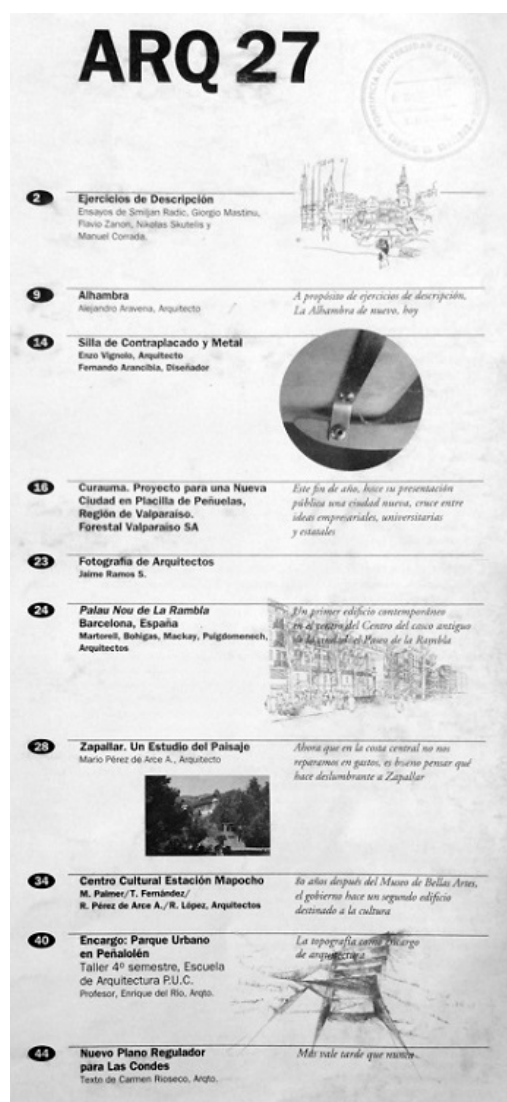 ARQ 27
PONTIFICIA UNIVERSIDAD CATOLICA
2
Ejercicios de Descripción
Ensayos de Smiljan Radic, Giorgio Mastinu,
Flavio Zanon, Nikolas Skutelis y
Manuel Corrada.
9
Alhambra
Alejandro Aravena, Arquitecto
A propósito de ejercicios de descripción,
La Alhambra de nuevo, hoy
14
Silla de Contraplacado y Metal
Enzo Vignolo, Arquitecto
Fernando Arancibia, Diseñador
16
Curauma. Proyecto para una Nueva
Ciudad en Placilla de Peñuelas,
Región de Valparaíso.
Forestal Valparaíso SA
Este fin de año, hace su presentación
pública una ciudad nueva, cruce entre
ideas empresariales, universitarias
y estatales
23
Fotografía de Arquitectos
Jaime Ramos S.
24
Palau Nou de La Rambla
Barcelona, España
Martorell, Bohigas, Mackay, Puigdomenech,
Arquitectos
Un primer edificio contemporáneo
en el centro del Centro del casco antiguo
de la ciudad: el Paseo de la Rambla
28
Zapallar. Un Estudio del Paisaje
Mario Pérez de Arce A., Arquitecto
Ahora que en la costa central no nos
reparamos en gastos, es bueno pensar qué
hace deslumbrante a Zapallar
34
Centro Cultural Estación Mapocho
M. Palmer/T. Fernández/
R. Pérez de Arce A./R. López, Arquitectos
80 años después del Museo de Bellas Artes,
el gobierno hace un segundo edificio
destinado a la cultura
40
Encargo: Parque Urbano
en Peñalolén
Taller 4º semestre, Escuela
de Arquitectura P.U.C.
Profesor, Enrique del Río, Arqto.
La topografía como encargo
de arquitectura
44
Nuevo Plano Regulador
para Las Condes
Texto de Carmen Rioseco, Arqto.
Más vale tarde que nunca